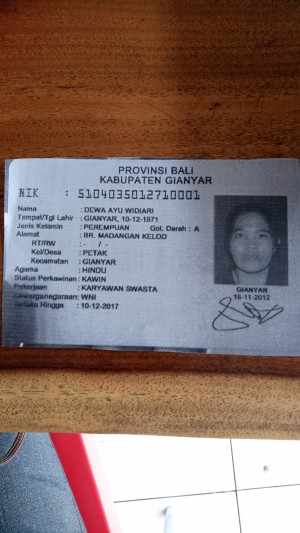 PROVINSI BALI
KABUPATEN GIANYAR
NIK : 5104035012710001
Nama : DEWA AYU WIDIARI
Tempat/Tgl Lahir : GIANYAR, 10-12-1971
Jenis Kelamin : PEREMPUAN Gol. Darah : A
Alamat : BR. MADANGAN KELOD
RT/RW : - / -
Kel/Desa : PETAK
Kecamatan : GIANYAR
Agama : HINDU
Status Perkawinan : KAWIN
Pekerjaan : KARYAWAN SWASTA
Kewarganegaraan: WNI
Berlaku Hingga : 10-12-2017
GIANYAR
16-11-2012